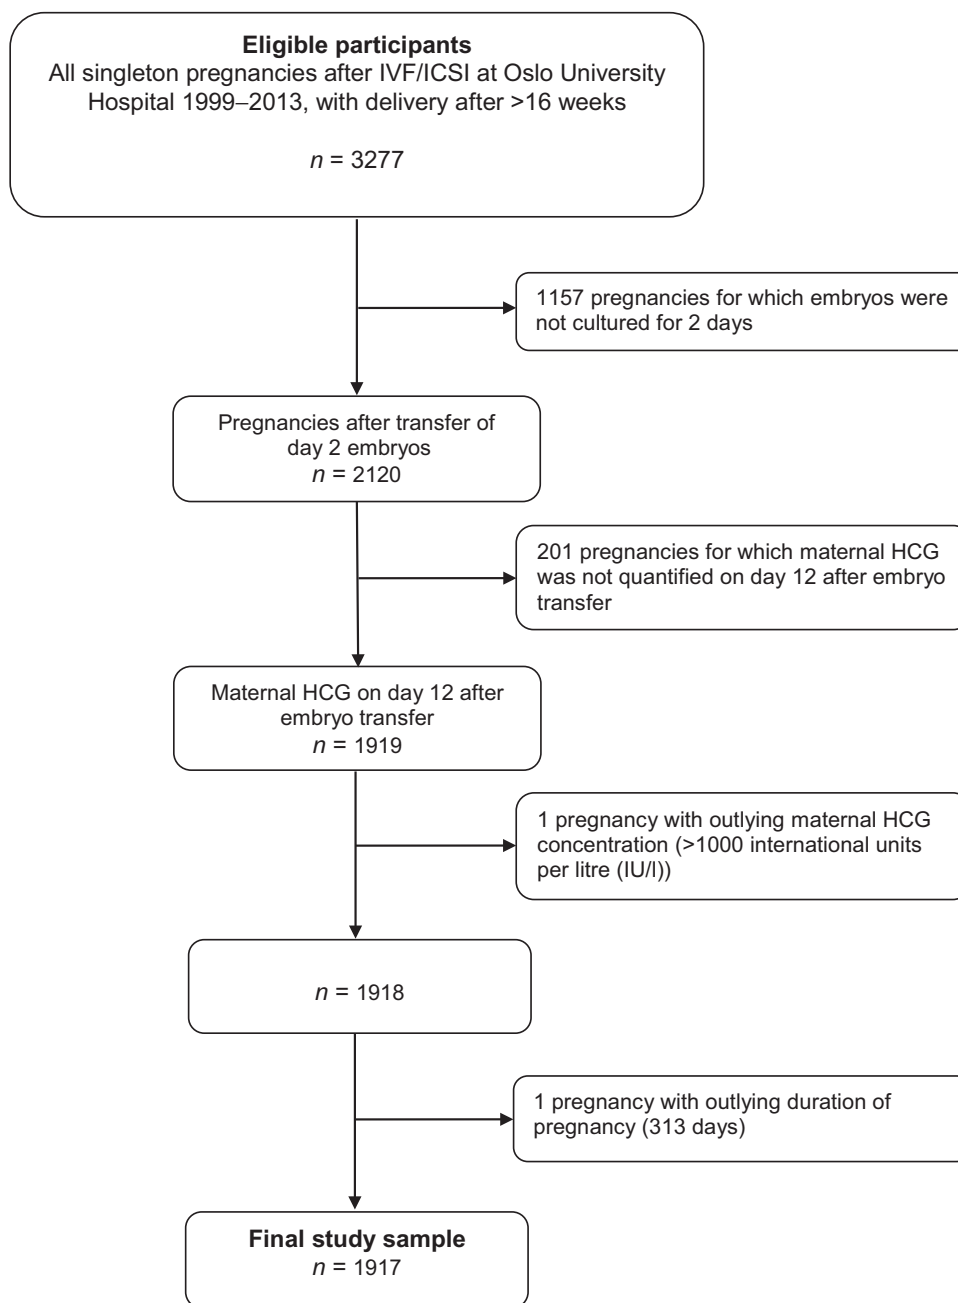 Eligible participants
All singleton pregnancies after IVF/ICSI at Oslo University
Hospital 1999–2013, with delivery after >16 weeks
n = 3277
1157 pregnancies for which embryos were
not cultured for 2 days
Pregnancies after transfer of
day 2 embryos
n = 2120
201 pregnancies for which maternal HCG
was not quantified on day 12 after embryo
transfer
Maternal HCG on day 12 after
embryo transfer
n = 1919
1 pregnancy with outlying maternal HCG
concentration (>1000 international units
per litre (IU/l))
n = 1918
1 pregnancy with outlying duration of
pregnancy (313 days)
Final study sample
n = 1917